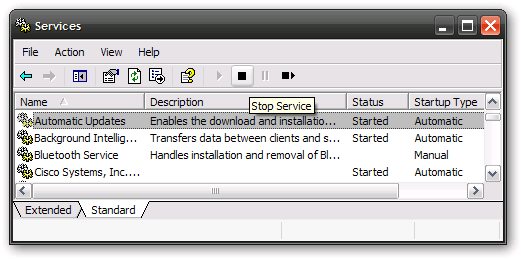 Services
File Action View Help
Stop Service
Name Description Status Startup Type
Automatic Updates Enables the download and installatio... Started Automatic
Background Intellig... Transfers data between clients and s... Started Automatic
Bluetooth Service Handles installation and removal of Bl... Manual
Cisco Systems, Inc.... Started Automatic
Extended Standard